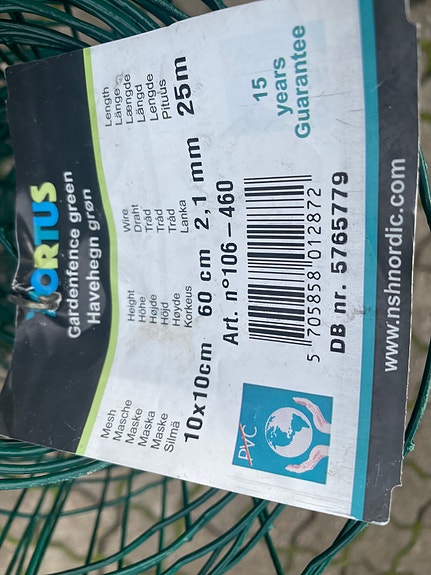 HORTUS
Gardenfence green
Havehegn grøn
Mesh
Masche
Maske
Maska
Maske
Silmä
10x10cm
Height
Höhe
Højde
Höjd
Høyde
Korkeus
60 cm
Wire
Draht
Tråd
Tråd
Tråd
Lanka
2,1 mm
Length
Länge
Længde
Längd
Lengde
Pituus
25m
Art. n°106-460
5 705858 012872
DB nr. 5765779
PVC
15
years
Guarantee
www.nshnordic.com